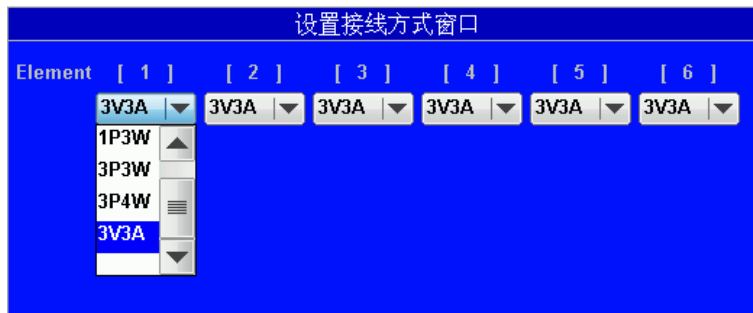 设置接线方式窗口
Element [ 1 ] [ 2 ] [ 3 ] [ 4 ] [ 5 ] [ 6 ]
3V3A 3V3A 3V3A 3V3A 3V3A 3V3A
1P3W
3P3W
3P4W
3V3A